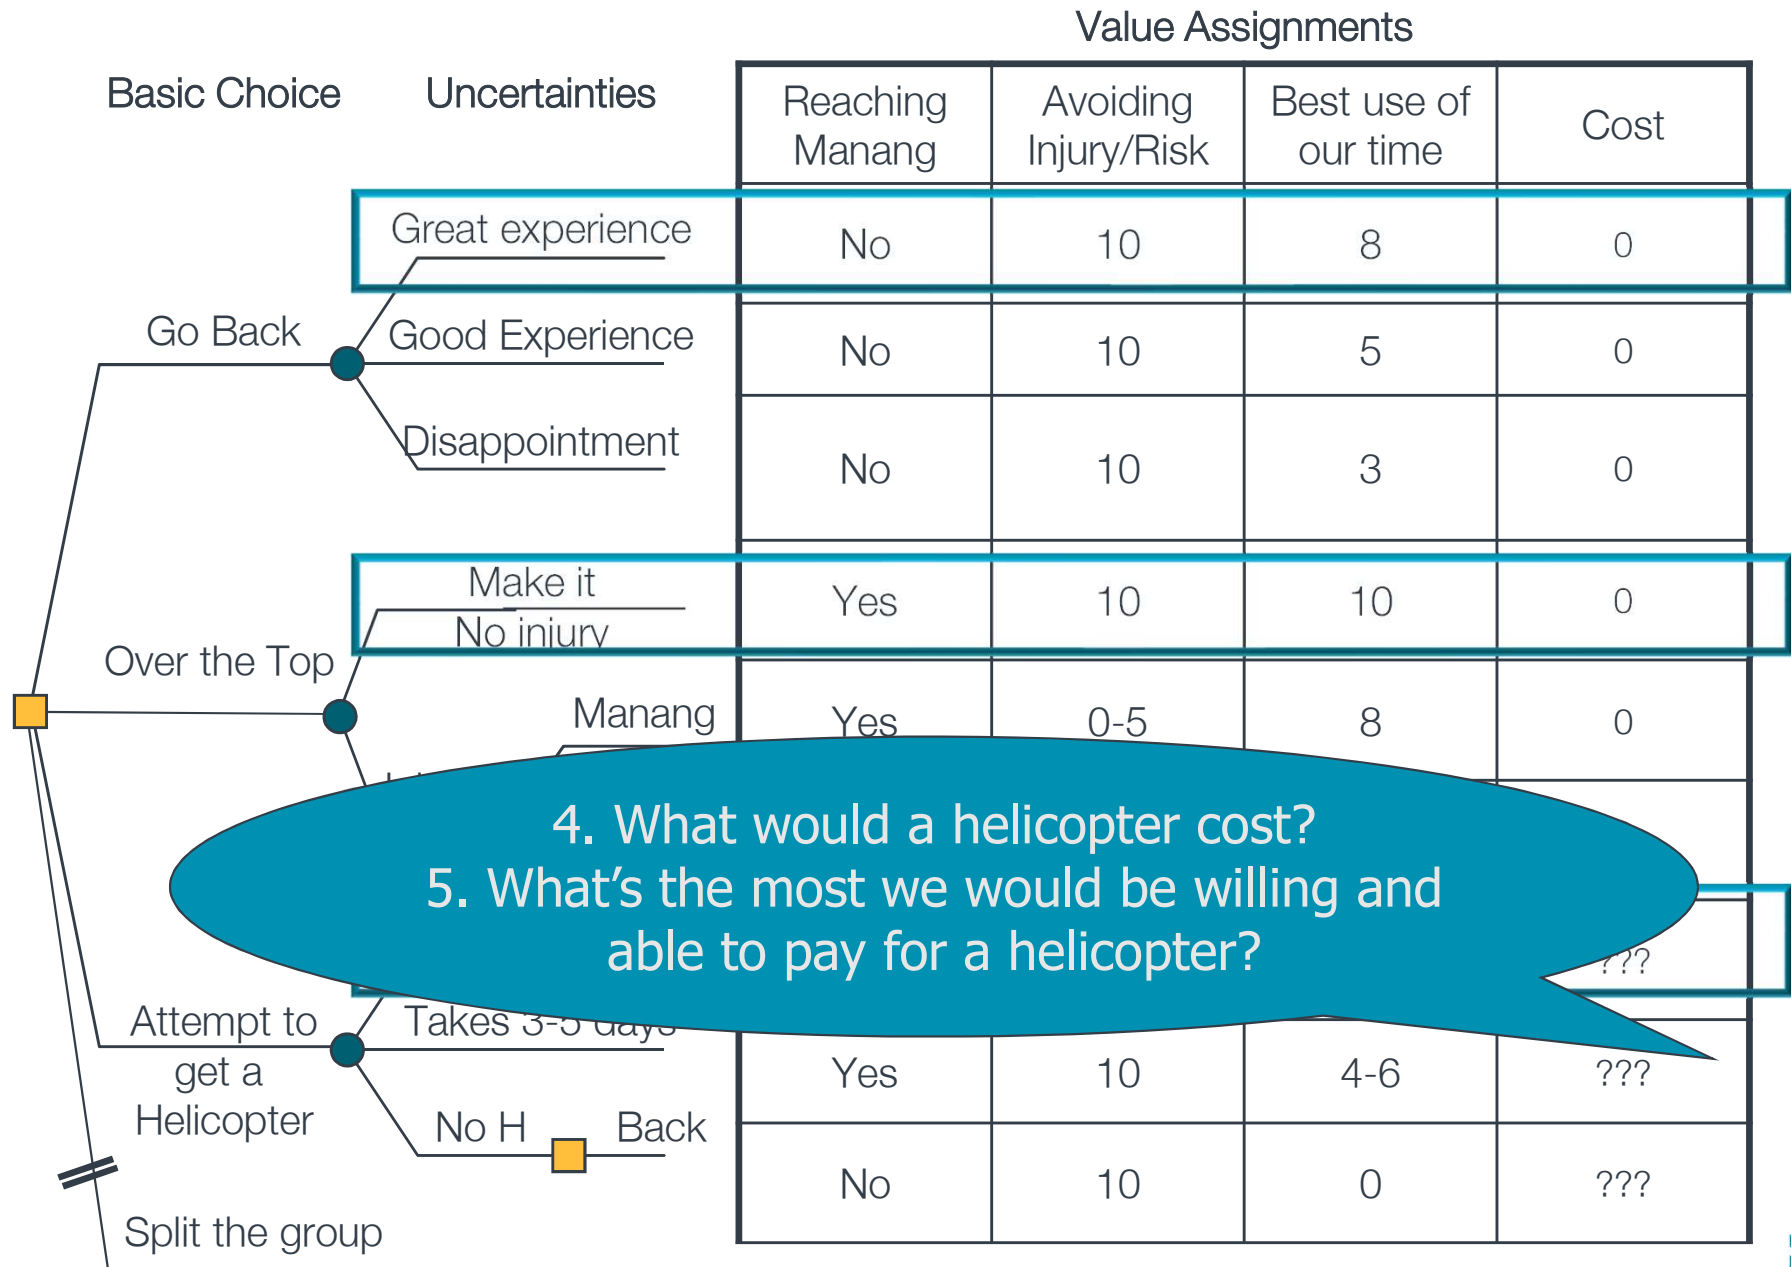 Value Assignments
Basic Choice
Uncertainties
Reaching
Manang
Avoiding
Injury/Risk
Best use of
our time
Cost
Great experience
No
10
8
0
Go Back
Good Experience
No
10
5
0
Disappointment
No
10
3
0
Make it
No injury
Yes
10
10
0
Over the Top
Manang
Yes
0-5
8
0
4. What would a helicopter cost?
5. What's the most we would be willing and
able to pay for a helicopter?
???
Attempt to
get a
Helicopter
Takes 3-5 days
Yes
10
4-6
???
No H
Back
No
10
0
???
Split the group